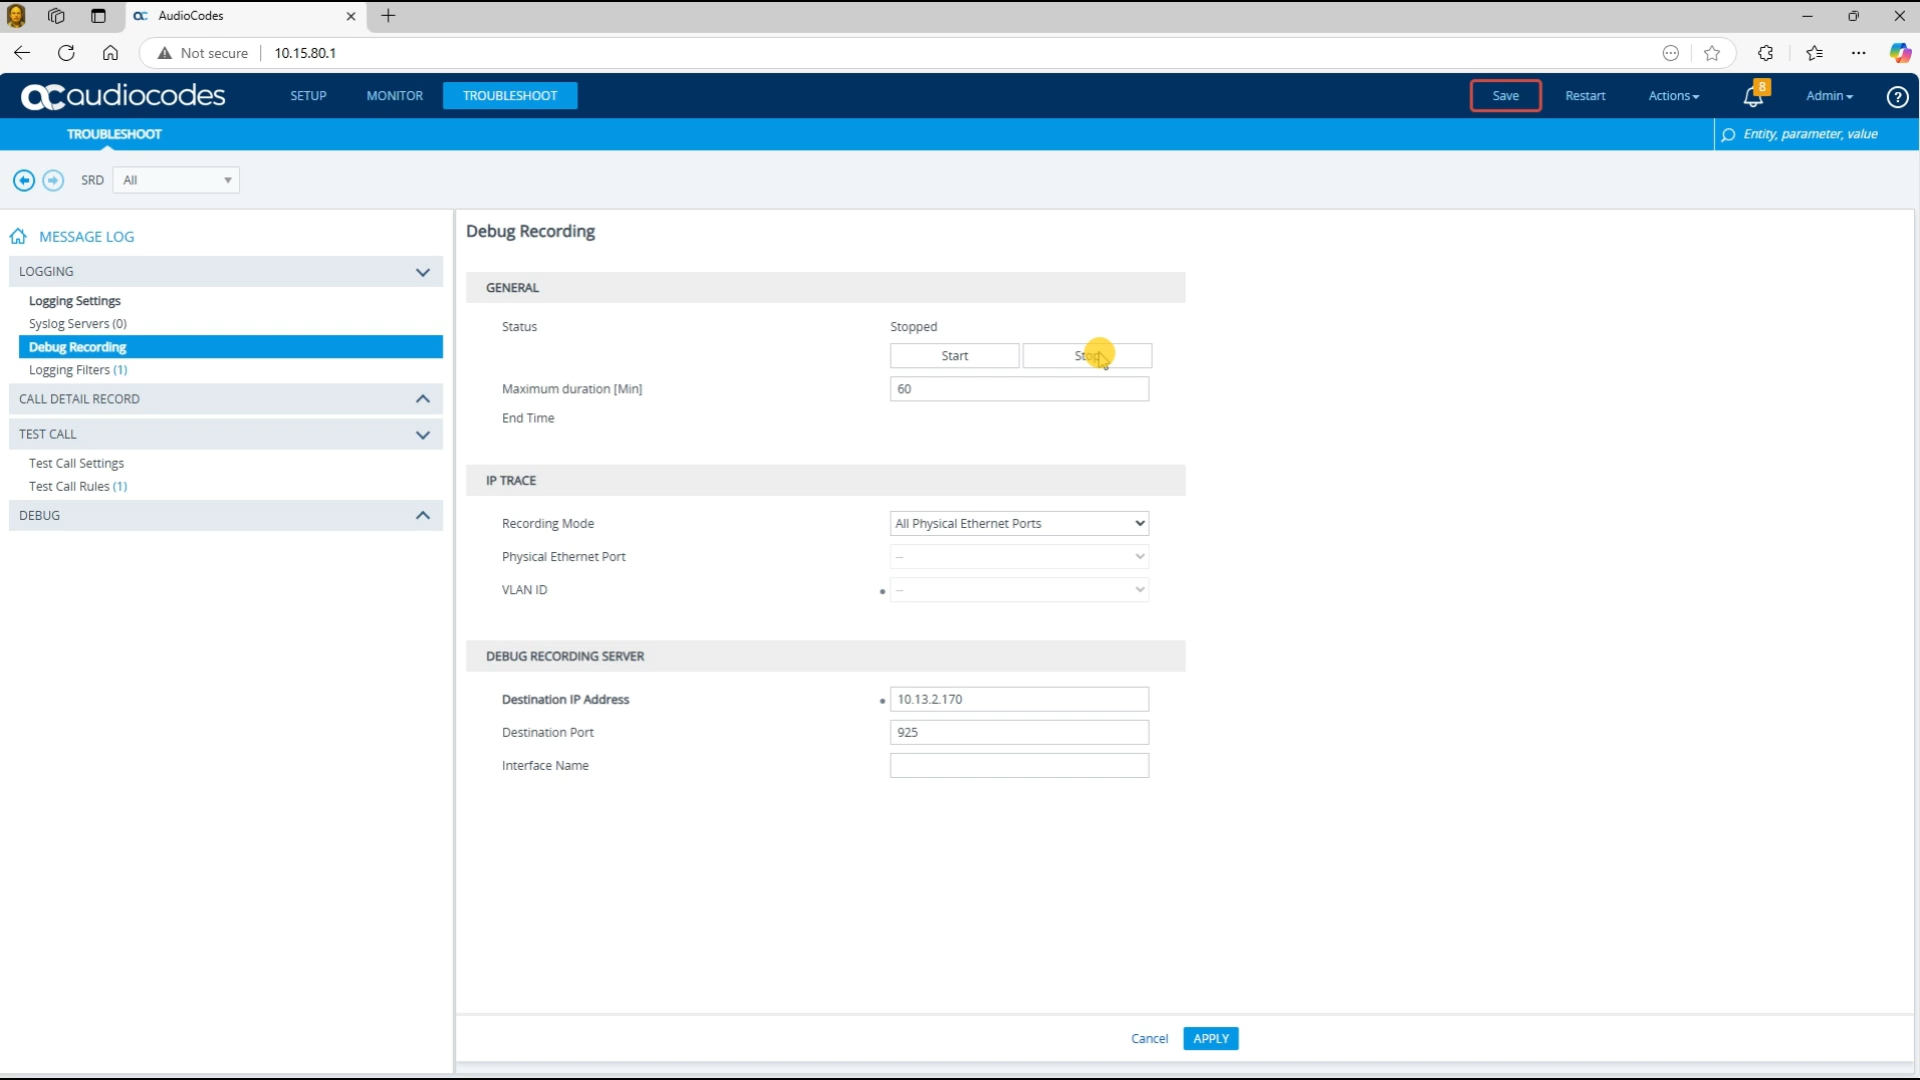 AudioCodes
Not secure 10.15.80.1
audiocodes SETUP MONITOR TROUBLESHOOT Save Restart Actions 8 Admin ?
TROUBLESHOOT Entity, parameter, value
SRD All
MESSAGE LOG
LOGGING
Logging Settings
Syslog Servers (0)
Debug Recording
Logging Filters (1)
CALL DETAIL RECORD
TEST CALL
Test Call Settings
Test Call Rules (1)
DEBUG
Debug Recording
GENERAL
Status Stopped
Start Stop
Maximum duration [Min] 60
End Time
IP TRACE
Recording Mode All Physical Ethernet Ports
Physical Ethernet Port --
VLAN ID --
DEBUG RECORDING SERVER
Destination IP Address 10.13.2.170
Destination Port 925
Interface Name
Cancel APPLY